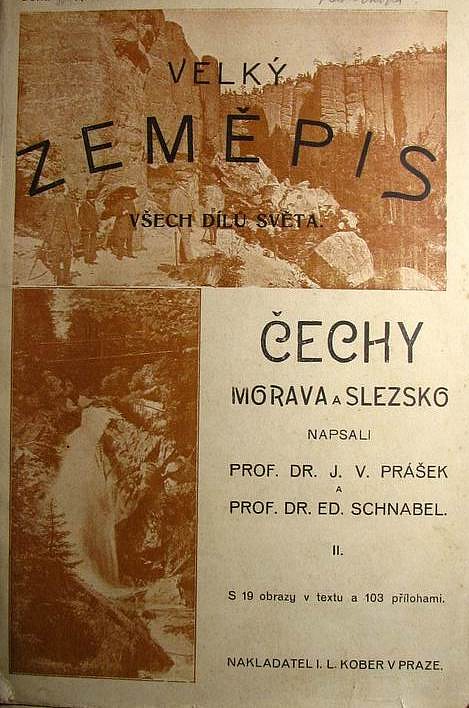 VELKÝ
ZEMĚPIS
VŠECH DÍLŮ SVĚTA.
ČECHY
MORAVA A SLEZSKO
NAPSALI
PROF. DR. J. V. PRÁŠEK
A
PROF. DR. ED. SCHNABEL.
II.
S 19 obrazy v textu a 103 přílohami.
NAKLADATEL I. L. KOBER V PRAZE.